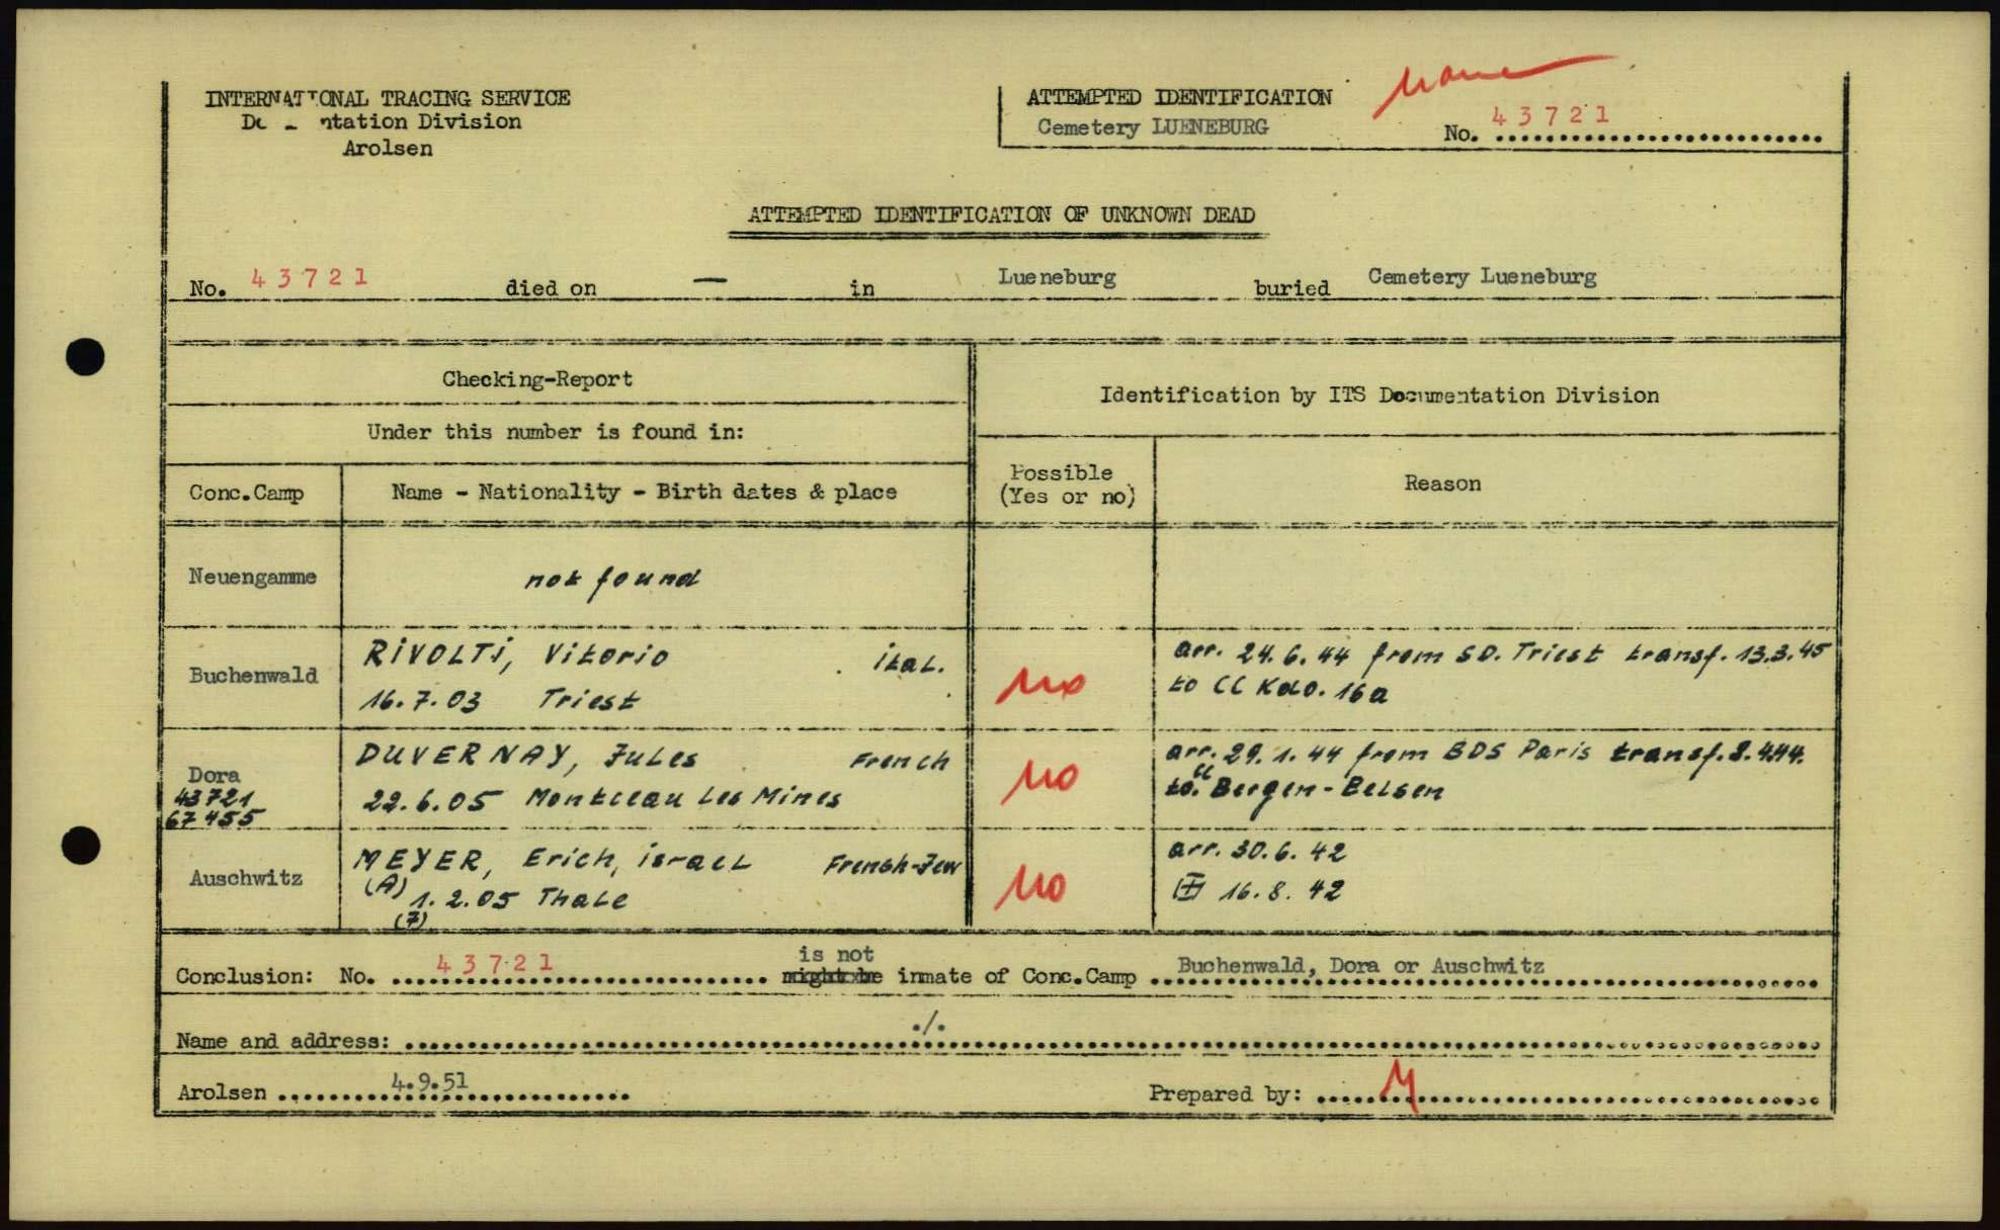 INTERNATIONAL TRACING SERVICE
Division
Arolsen
ATTEMPTED IDENTIFICATION
Cemetery LUENEBURG
No. 43721
ATTEMPTED IDENTIFICATION OF UNKNOWN DEAD
No. 43721 died on — in Lueneburg buried Cemetery Lueneburg
Checking-Report
Identification by ITS Documentation Division
Under this number is found in:
Conc.Camp
Name - Nationality - Birth dates & place
Possible
(Yes or no)
Reason
Neuengamme
not found
Buchenwald
RIVOLTI, Vitorio ital.
16.7.03 Triest
no
arr. 24.6.44 from SD. Triest transf. 13.3.45
to CC Kdo. 16a
Dora
43721
67455
DUVERNAY, Jules French
22.6.05 Montceau Les Mines
no
arr. 29.1.44 from BDS Paris transf.
to CC Bergen-Belsen
Auschwitz
MEYER, Erich, israel French-Jew
(A) 1.2.05 Thale
(7)
no
arr. 30.6.42
16.8.42
Conclusion: No. 43721 is not inmate of Conc.Camp Buchenwald, Dora or Auschwitz
Name and address: ./.
Arolsen 4.9.51
Prepared by: M